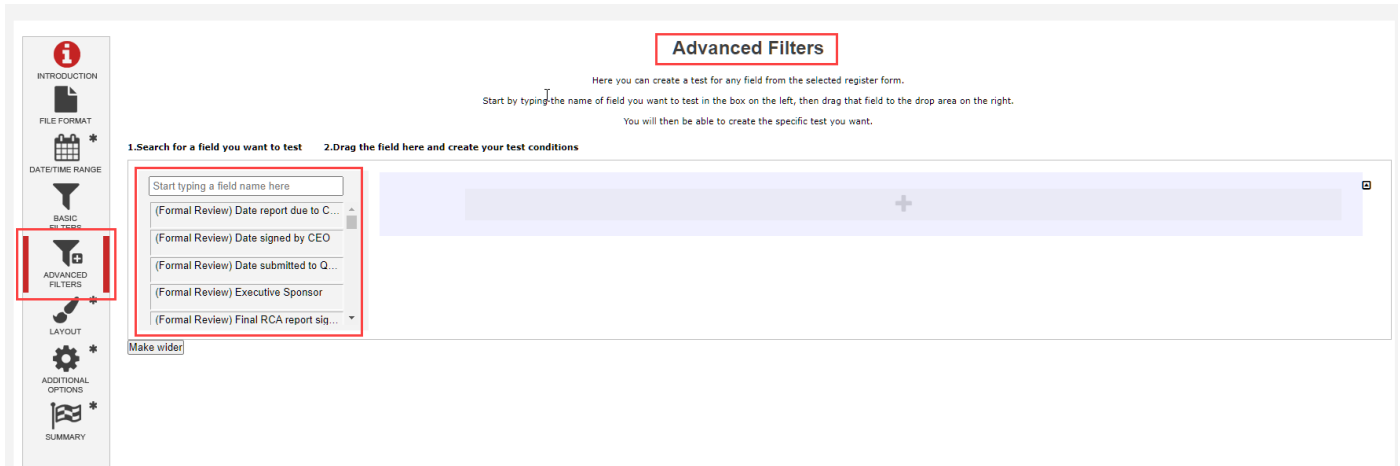 Advanced Filters
Here you can create a test for any field from the selected register form.
Start by typing the name of field you want to test in the box on the left, then drag that field to the drop area on the right.
You will then be able to create the specific test you want.
INTRODUCTION
FILE FORMAT
DATE/TIME RANGE
BASIC
FILTERS
ADVANCED
FILTERS
LAYOUT
ADDITIONAL
OPTIONS
SUMMARY
1.Search for a field you want to test 2.Drag the field here and create your test conditions
Start typing a field name here
(Formal Review) Date report due to C...
(Formal Review) Date signed by CEO
(Formal Review) Date submitted to Q...
(Formal Review) Executive Sponsor
(Formal Review) Final RCA report sig...
Make wider